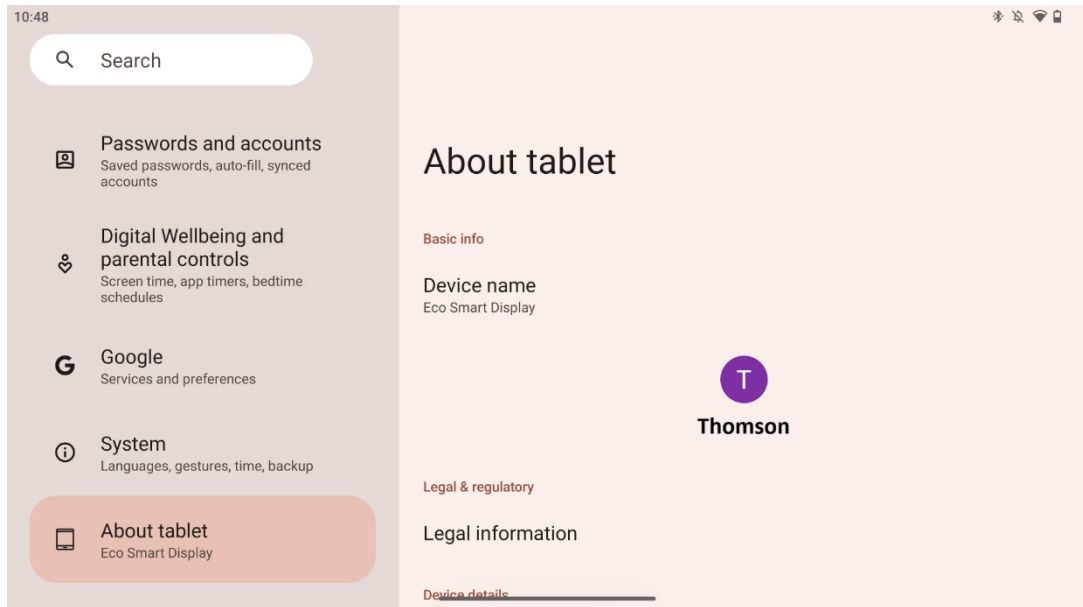 10:48
Search
Passwords and accounts
Saved passwords, auto-fill, synced
accounts
Digital Wellbeing and
parental controls
Screen time, app timers, bedtime
schedules
G
Google
Services and preferences
System
Languages, gestures, time, backup
About tablet
Eco Smart Display
About tablet
Basic info
Device name
Eco Smart Display
T
Thomson
Legal & regulatory
Legal information
Device details